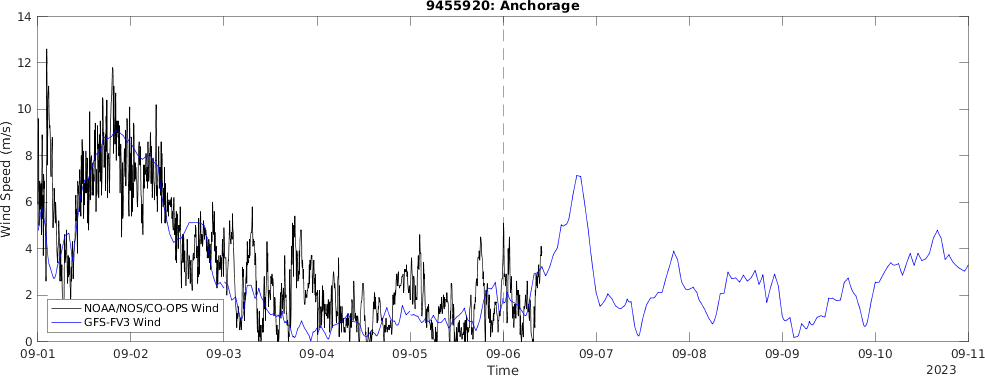 9455920: Anchorage
14
12
10
8
6
4
2
0
Wind Speed (m/s)
NOAA/NOS/CO-OPS Wind
GFS-FV3 Wind
09-01 09-02 09-03 09-04 09-05 09-06 09-07 09-08 09-09 09-10 09-11
Time
2023